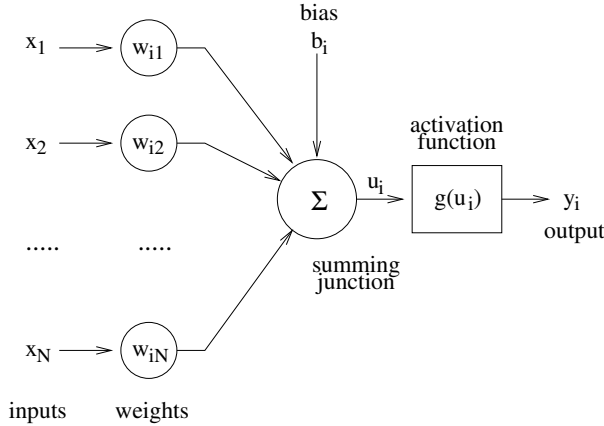 bias
b_i
x_1
w_i1
x_2
w_i2
activation
function
Σ
u_i
g(u_i)
y_i
output
..... .....
summing
junction
x_N
w_iN
inputs weights